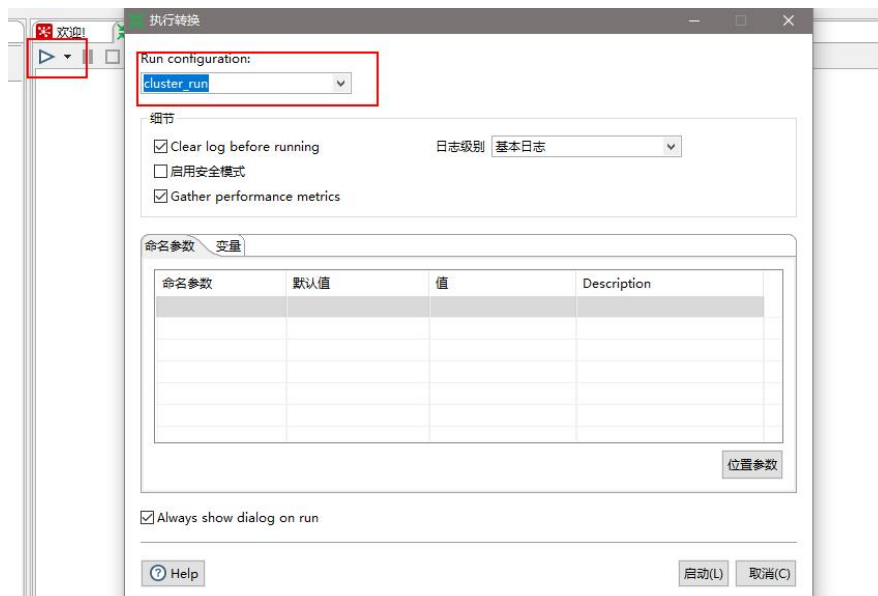 欢迎!
执行转换
Run configuration:
cluster_run
细节
Clear log before running
日志级别 基本日志
启用安全模式
Gather performance metrics
命名参数 变量
命名参数 默认值 值 Description
位置参数
Always show dialog on run
Help 启动(L) 取消(C)